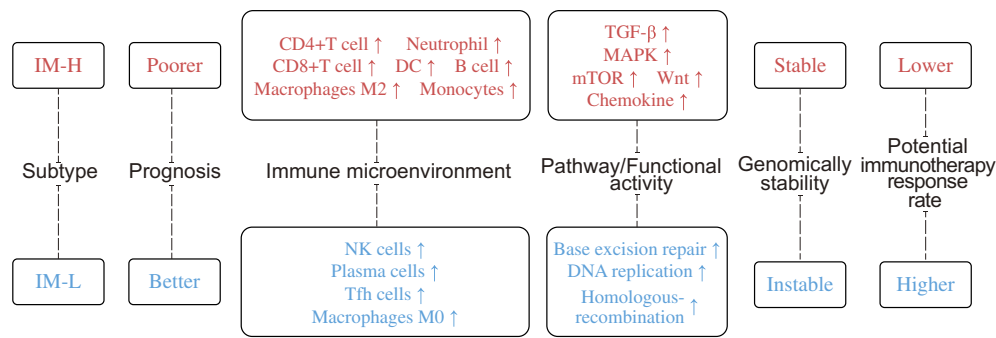 IM-H
Poorer
CD4+T cell ↑ Neutrophil ↑
CD8+T cell ↑ DC ↑ B cell ↑
Macrophages M2 ↑ Monocytes ↑
TGF-β ↑
MAPK ↑
mTOR ↑ Wnt ↑
Chemokine ↑
Stable
Lower
Subtype
Prognosis
Immune microenvironment
Pathway/Functional
activity
Genomically
stability
Potential
immunotherapy
response
rate
IM-L
Better
NK cells ↑
Plasma cells ↑
Tfh cells ↑
Macrophages M0 ↑
Base excision repair ↑
DNA replication ↑
Homologous-
recombination ↑
Instable
Higher